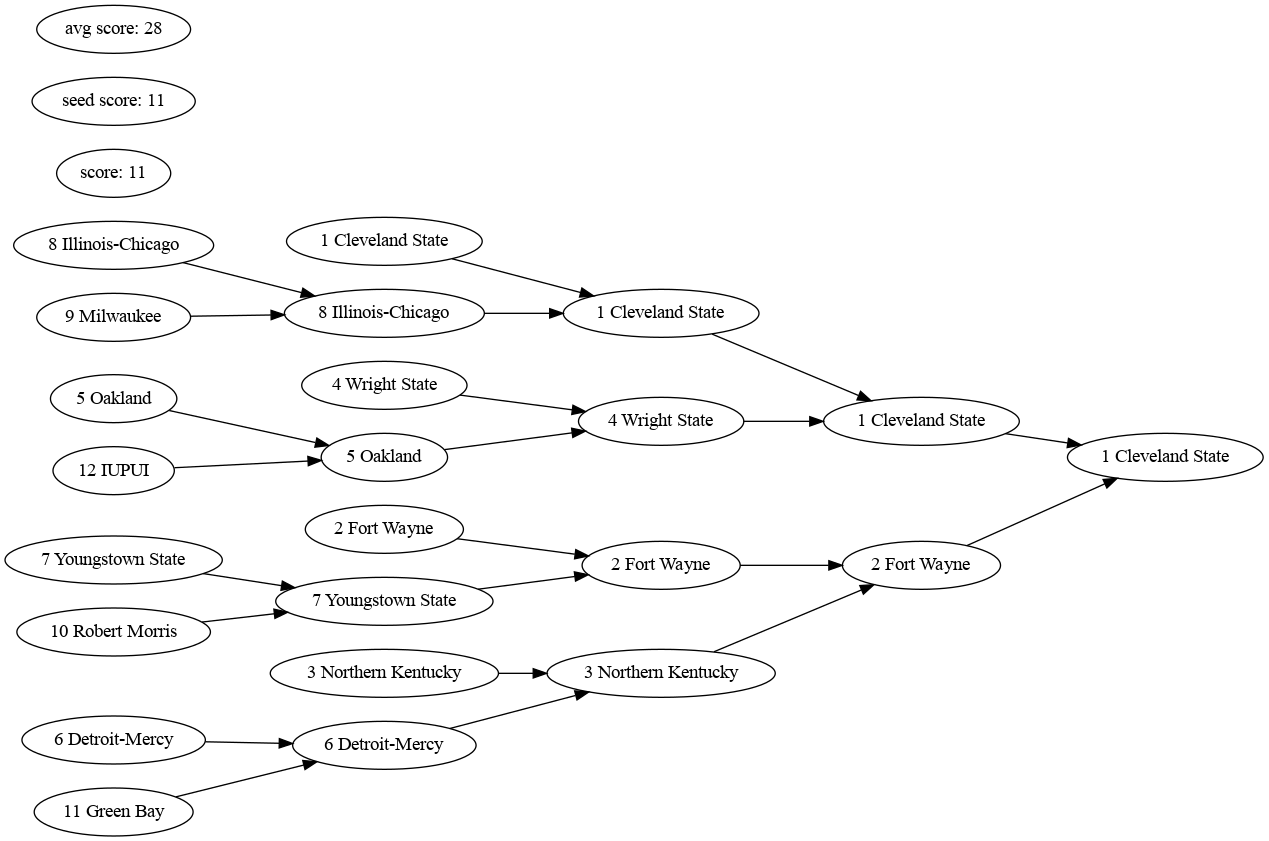 avg score: 28
seed score: 11
score: 11
8 Illinois-Chicago
1 Cleveland State
9 Milwaukee
8 Illinois-Chicago
1 Cleveland State
5 Oakland
4 Wright State
4 Wright State
1 Cleveland State
12 IUPUI
5 Oakland
1 Cleveland State
2 Fort Wayne
7 Youngstown State
2 Fort Wayne
2 Fort Wayne
7 Youngstown State
10 Robert Morris
3 Northern Kentucky
3 Northern Kentucky
6 Detroit-Mercy
6 Detroit-Mercy
11 Green Bay